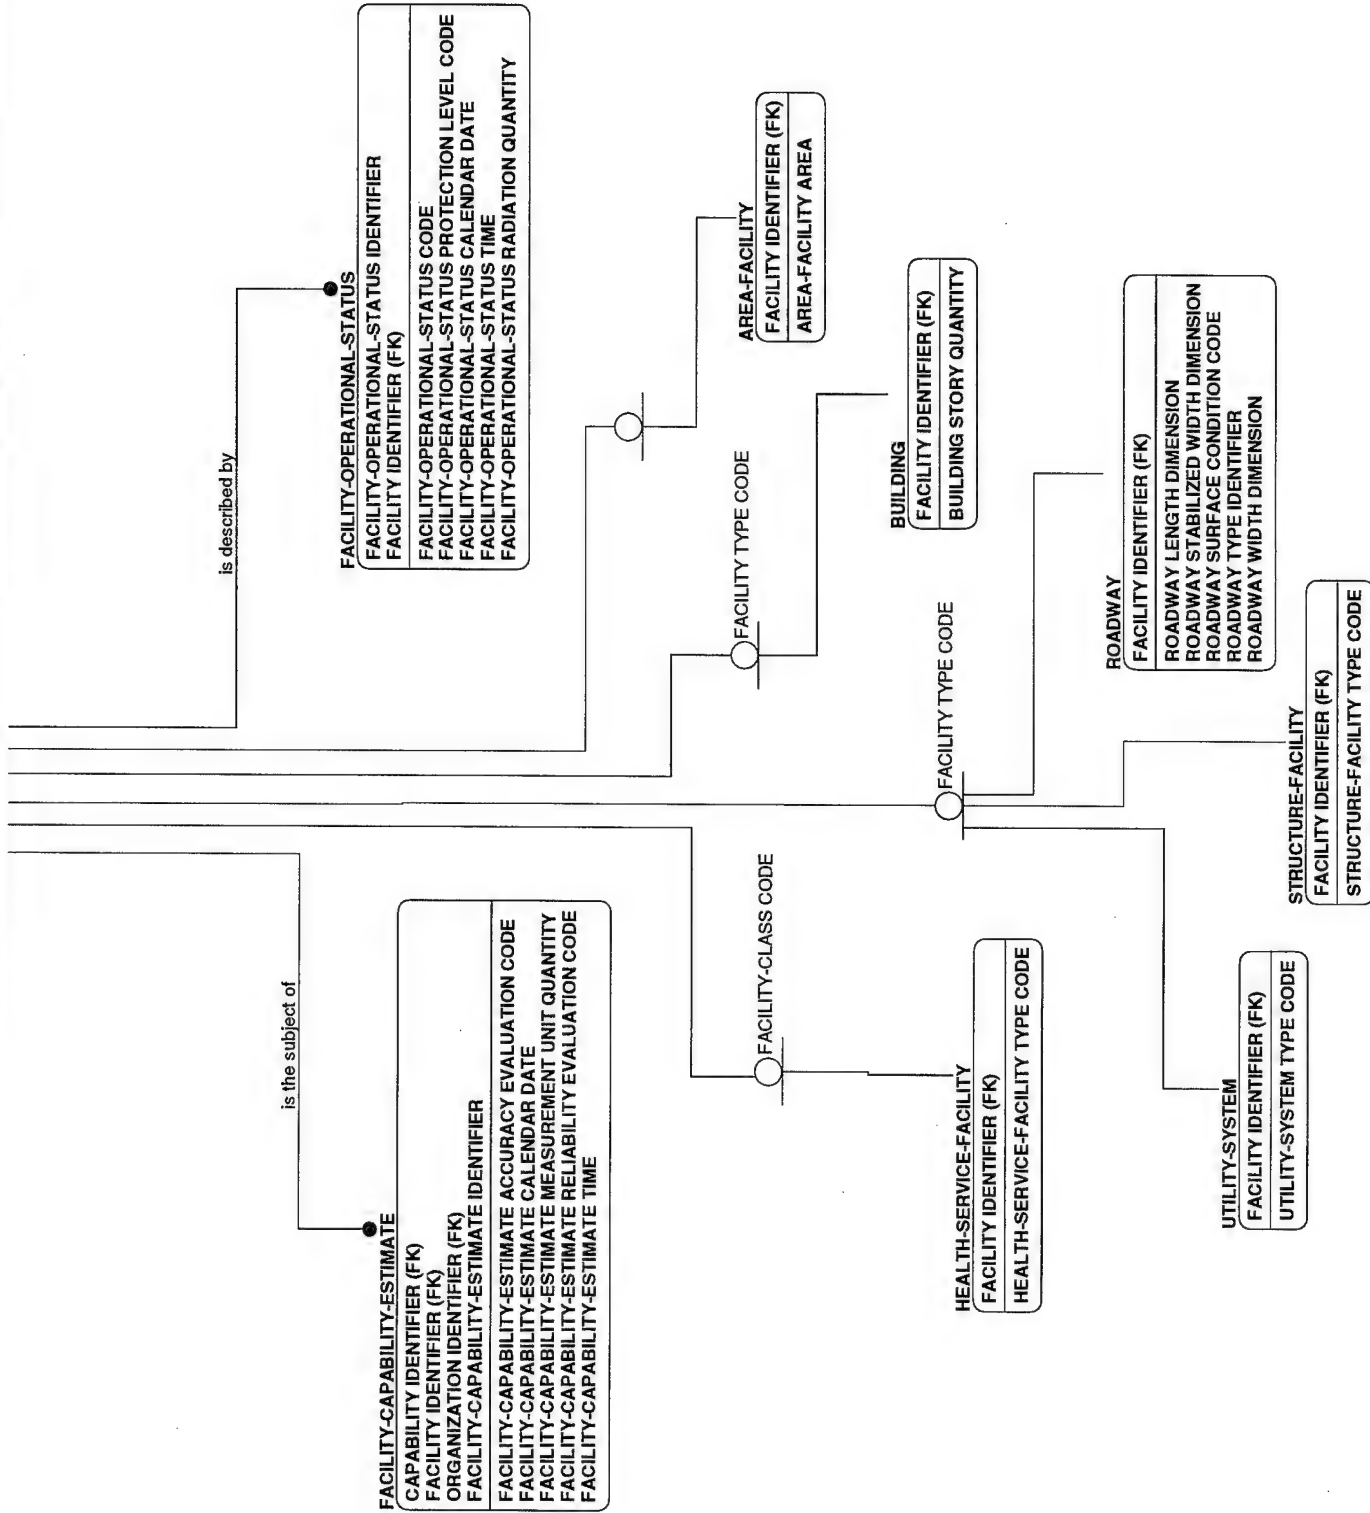 is the subject of
FACILITY-CAPABILITY-ESTIMATE
CAPABILITY IDENTIFIER (FK)
FACILITY IDENTIFIER (FK)
ORGANIZATION IDENTIFIER (FK)
FACILITY-CAPABILITY-ESTIMATE IDENTIFIER
FACILITY-CAPABILITY-ESTIMATE ACCURACY EVALUATION CODE
FACILITY-CAPABILITY-ESTIMATE CALENDAR DATE
FACILITY-CAPABILITY-ESTIMATE MEASUREMENT UNIT QUANTITY
FACILITY-CAPABILITY-ESTIMATE RELIABILITY EVALUATION CODE
FACILITY-CAPABILITY-ESTIMATE TIME
is described by
FACILITY-OPERATIONAL-STATUS
FACILITY-OPERATIONAL-STATUS IDENTIFIER
FACILITY IDENTIFIER (FK)
FACILITY-OPERATIONAL-STATUS CODE
FACILITY-OPERATIONAL-STATUS PROTECTION LEVEL CODE
FACILITY-OPERATIONAL-STATUS CALENDAR DATE
FACILITY-OPERATIONAL-STATUS TIME
FACILITY-OPERATIONAL-STATUS RADIATION QUANTITY
AREA-FACILITY
FACILITY IDENTIFIER (FK)
AREA-FACILITY AREA
FACILITY-CLASS CODE
FACILITY TYPE CODE
BUILDING
FACILITY IDENTIFIER (FK)
BUILDING STORY QUANTITY
HEALTH-SERVICE-FACILITY
FACILITY IDENTIFIER (FK)
HEALTH-SERVICE-FACILITY TYPE CODE
FACILITY TYPE CODE
ROADWAY
FACILITY IDENTIFIER (FK)
ROADWAY LENGTH DIMENSION
ROADWAY STABILIZED WIDTH DIMENSION
ROADWAY SURFACE CONDITION CODE
ROADWAY TYPE IDENTIFIER
ROADWAY WIDTH DIMENSION
UTILITY-SYSTEM
FACILITY IDENTIFIER (FK)
UTILITY-SYSTEM TYPE CODE
STRUCTURE-FACILITY
FACILITY IDENTIFIER (FK)
STRUCTURE-FACILITY TYPE CODE